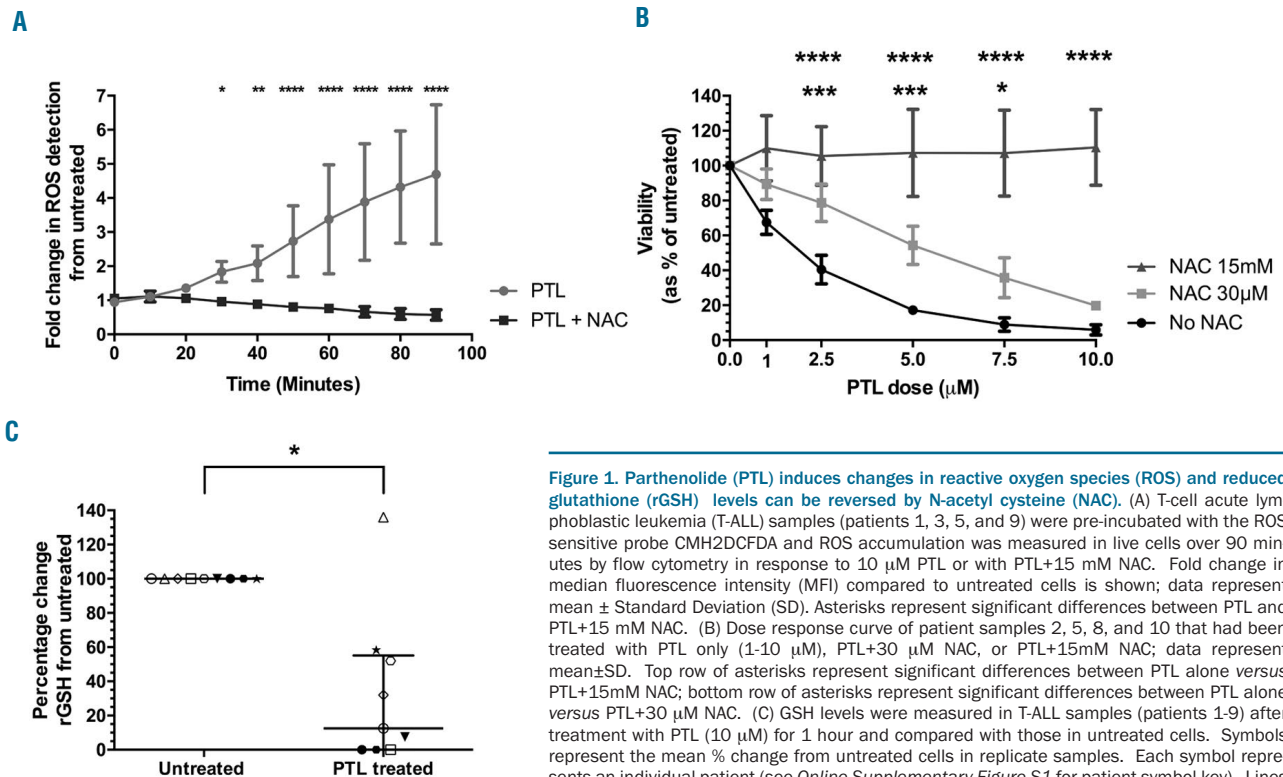 A
* ** **** **** **** **** ****
7
6
5
4
3
2
1
0
Fold change in ROS detection
from untreated
0 20 40 60 80 100
Time (Minutes)
PTL
PTL + NAC
B
**** **** **** ****
*** *** *
140
120
100
80
60
40
20
0
Viability
(as % of untreated)
0.0 1 2.5 5.0 7.5 10.0
PTL dose (μM)
NAC 15mM
NAC 30μM
No NAC
C
*
140
120
100
80
60
40
20
0
Percentage change
rGSH from untreated
Untreated PTL treated
Figure 1. Parthenolide (PTL) induces changes in reactive oxygen species (ROS) and reduced
glutathione (rGSH) levels can be reversed by N-acetyl cysteine (NAC). (A) T-cell acute lym
phoblastic leukemia (T-ALL) samples (patients 1, 3, 5, and 9) were pre-incubated with the ROS
sensitive probe CMH2DCFDA and ROS accumulation was measured in live cells over 90 min
utes by flow cytometry in response to 10 μM PTL or with PTL+15 mM NAC. Fold change in
median fluorescence intensity (MFI) compared to untreated cells is shown; data represent
mean ± Standard Deviation (SD). Asterisks represent significant differences between PTL and
PTL+15 mM NAC. (B) Dose response curve of patient samples 2, 5, 8, and 10 that had been
treated with PTL only (1-10 μM), PTL+30 μM NAC, or PTL+15mM NAC; data represent
mean±SD. Top row of asterisks represent significant differences between PTL alone versus
PTL+15mM NAC; bottom row of asterisks represent significant differences between PTL alone
versus PTL+30 μM NAC. (C) GSH levels were measured in T-ALL samples (patients 1-9) after
treatment with PTL (10 μM) for 1 hour and compared with those in untreated cells. Symbols
represent the mean % change from untreated cells in replicate samples. Each symbol repre
sents an individual patient (see Online Supplementary Figure S1 for patient symbol key). Lines